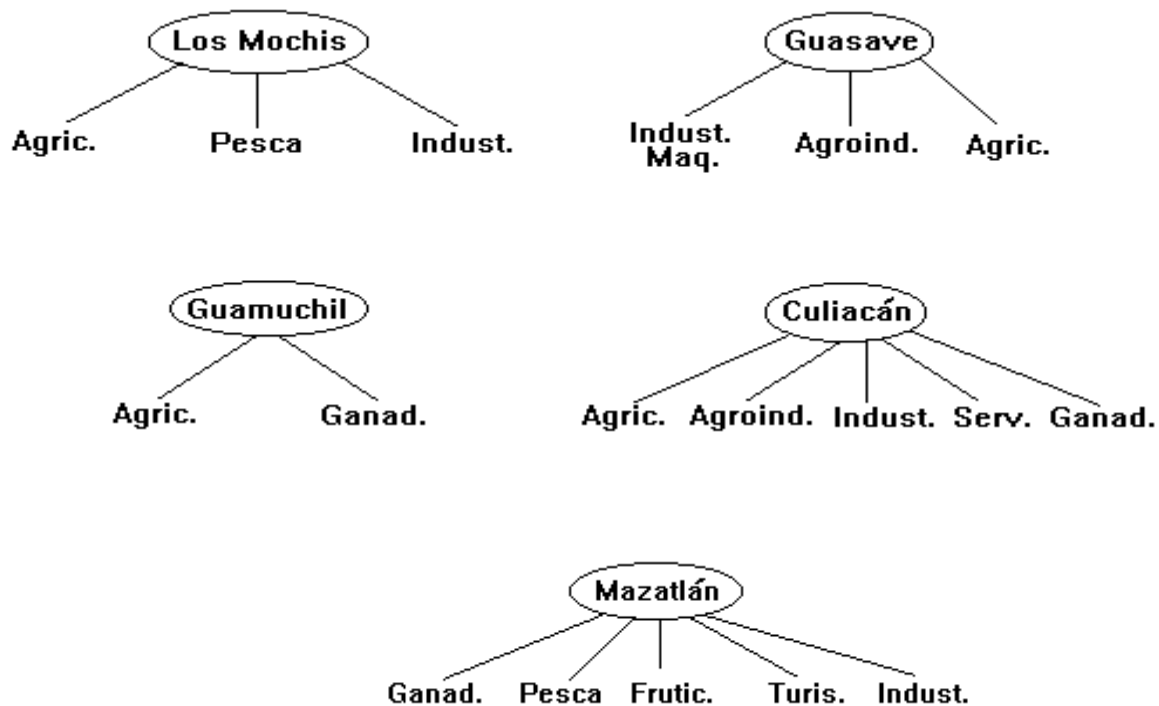 Los Mochis
Agric.
Pesca
Indust.
Guasave
Indust.
Maq.
Agroind.
Agric.
Guamuchil
Agric.
Ganad.
Culiacán
Agric.
Agroind.
Indust.
Serv.
Ganad.
Mazatlán
Ganad.
Pesca
Frutic.
Turis.
Indust.